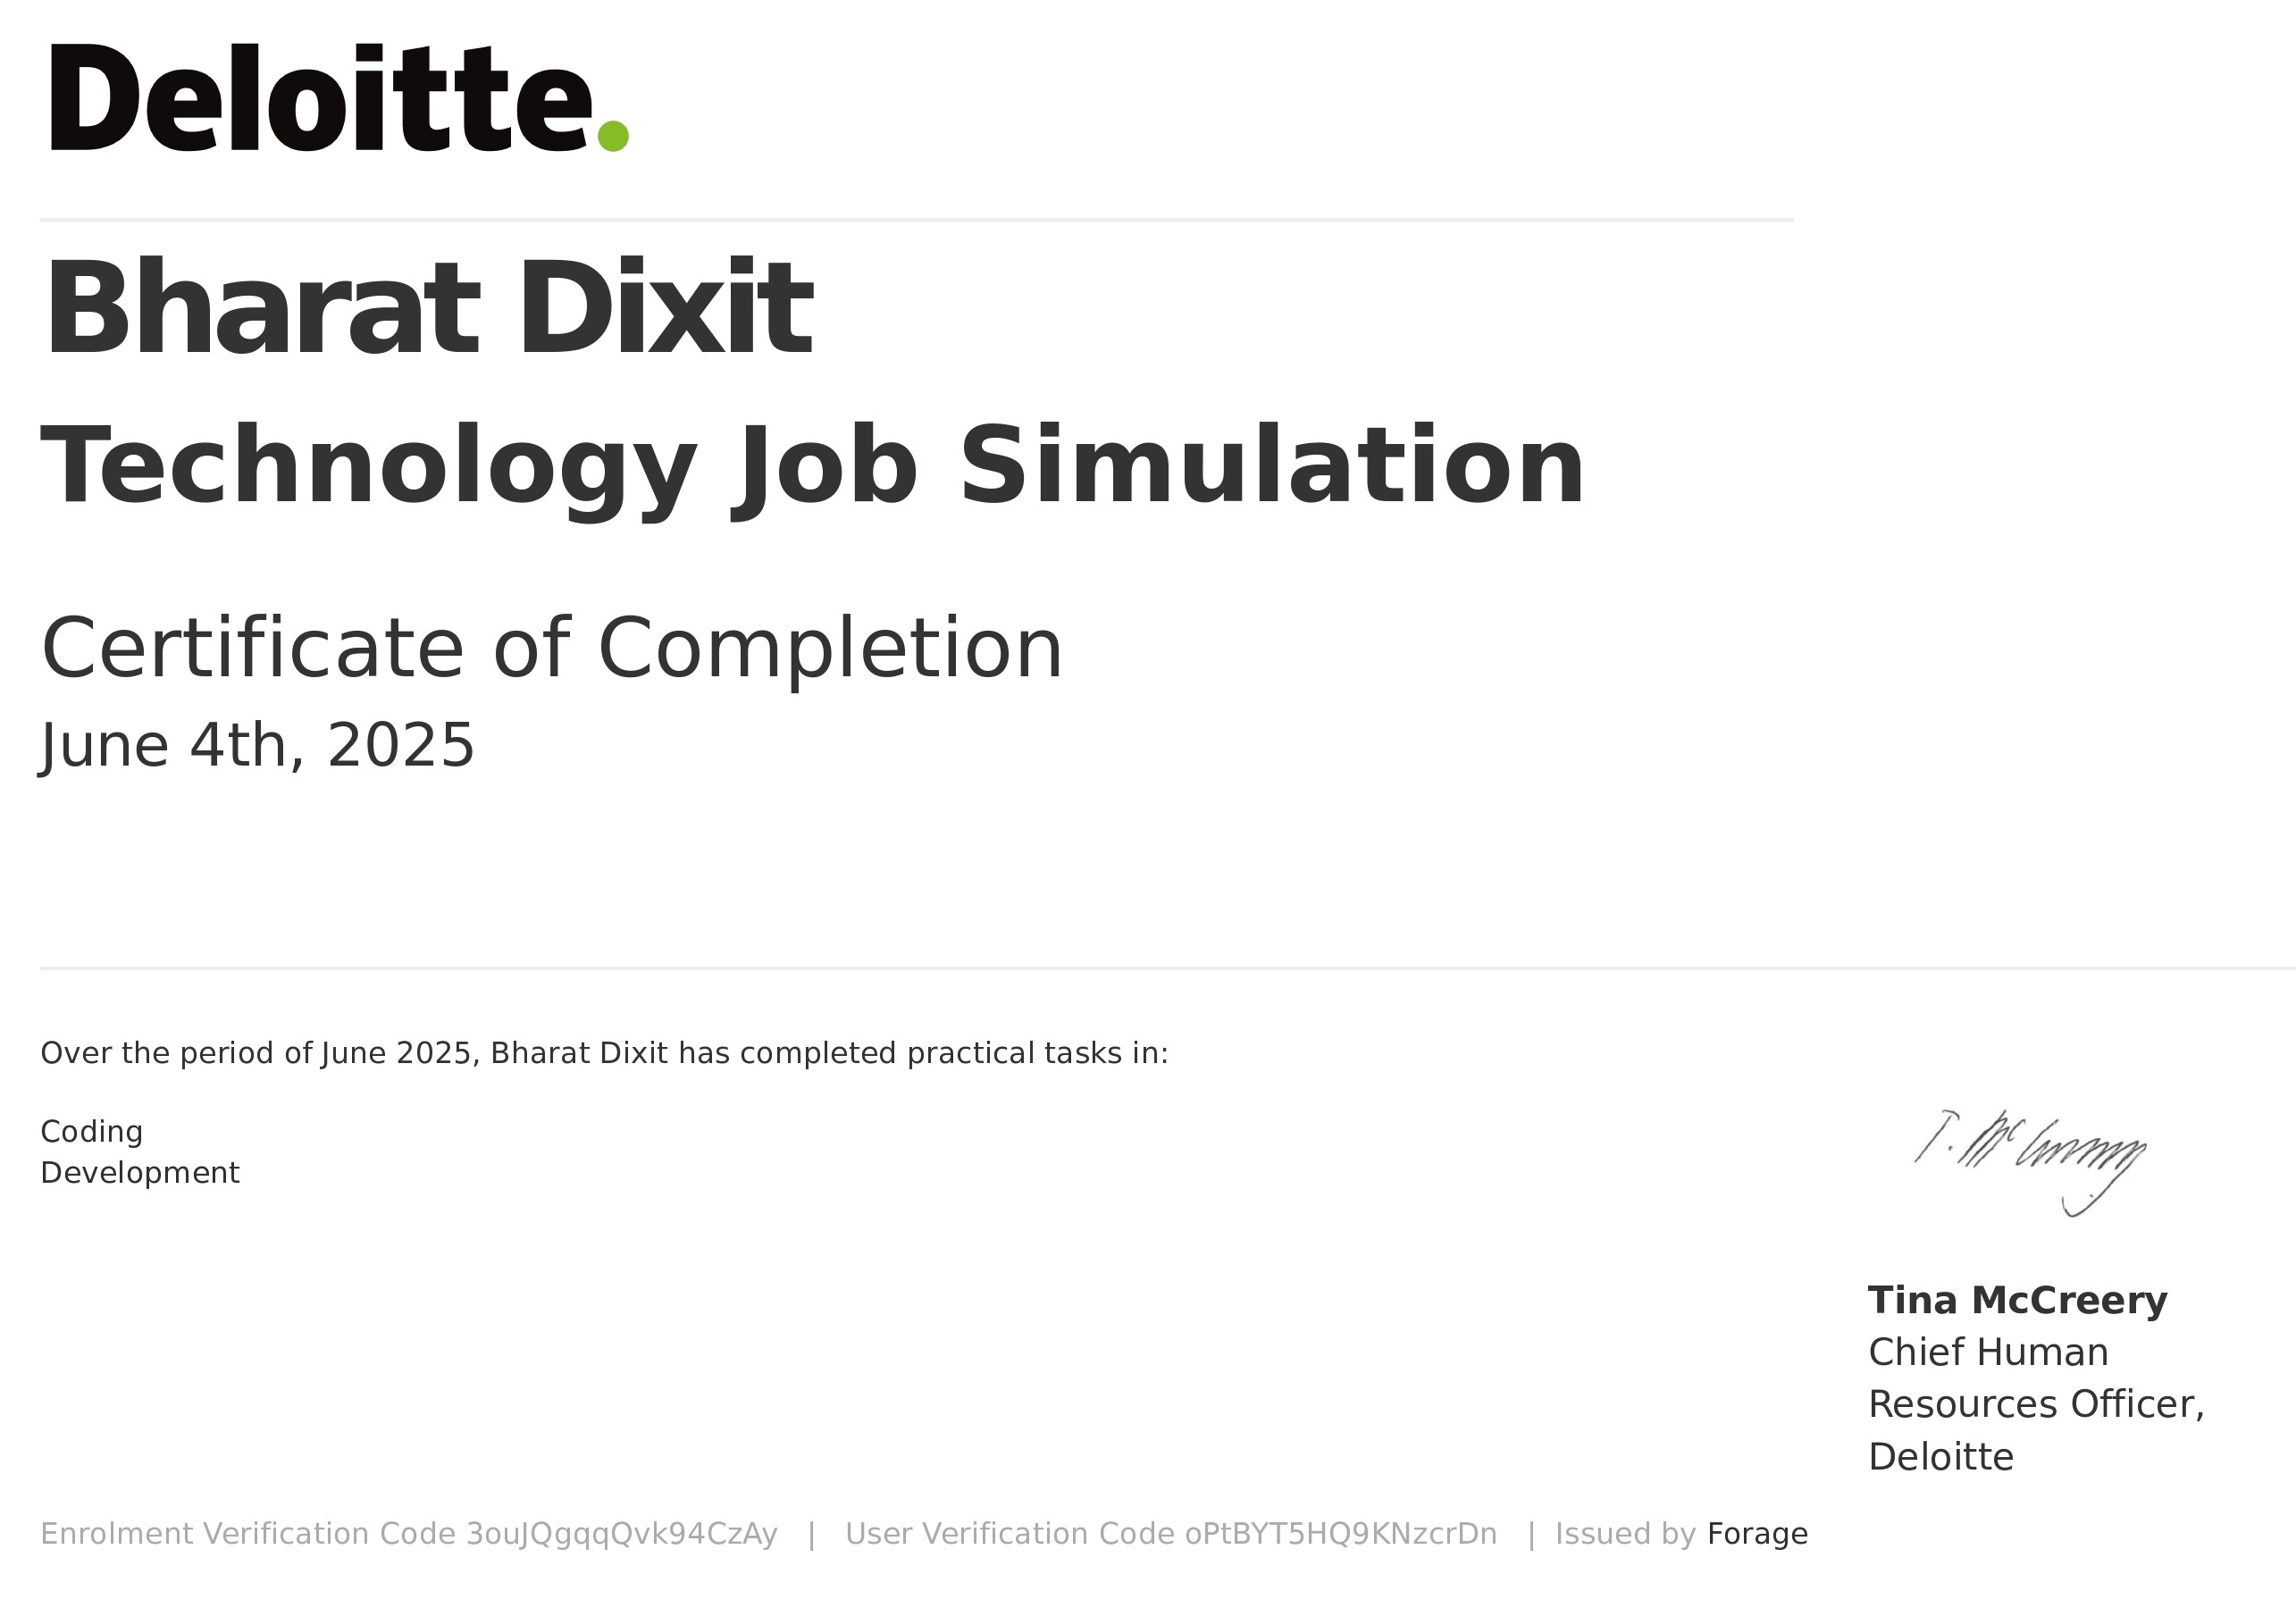 Deloitte.
Bharat Dixit
Technology Job Simulation
Certificate of Completion
June 4th, 2025
Over the period of June 2025, Bharat Dixit has completed practical tasks in:
Coding
Development
T. McCreery
Tina McCreery
Chief Human
Resources Officer,
Deloitte
Enrolment Verification Code 3ouJQgqqQvk94CzAy | User Verification Code oPtBYT5HQ9KNzcrDn | Issued by Forage